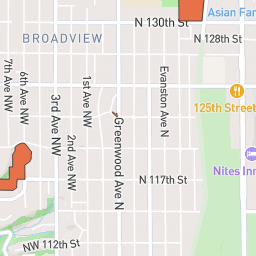 Asian Far
N 130th St
N 128th St
BROADVIEW
7th Ave NW
6th Ave NW
3rd Ave NW
1st Ave NW
2nd Ave NW
Greenwood Ave N
Evanston Ave N
125th Street
Nites Inn
N 117th St
NW 112th St